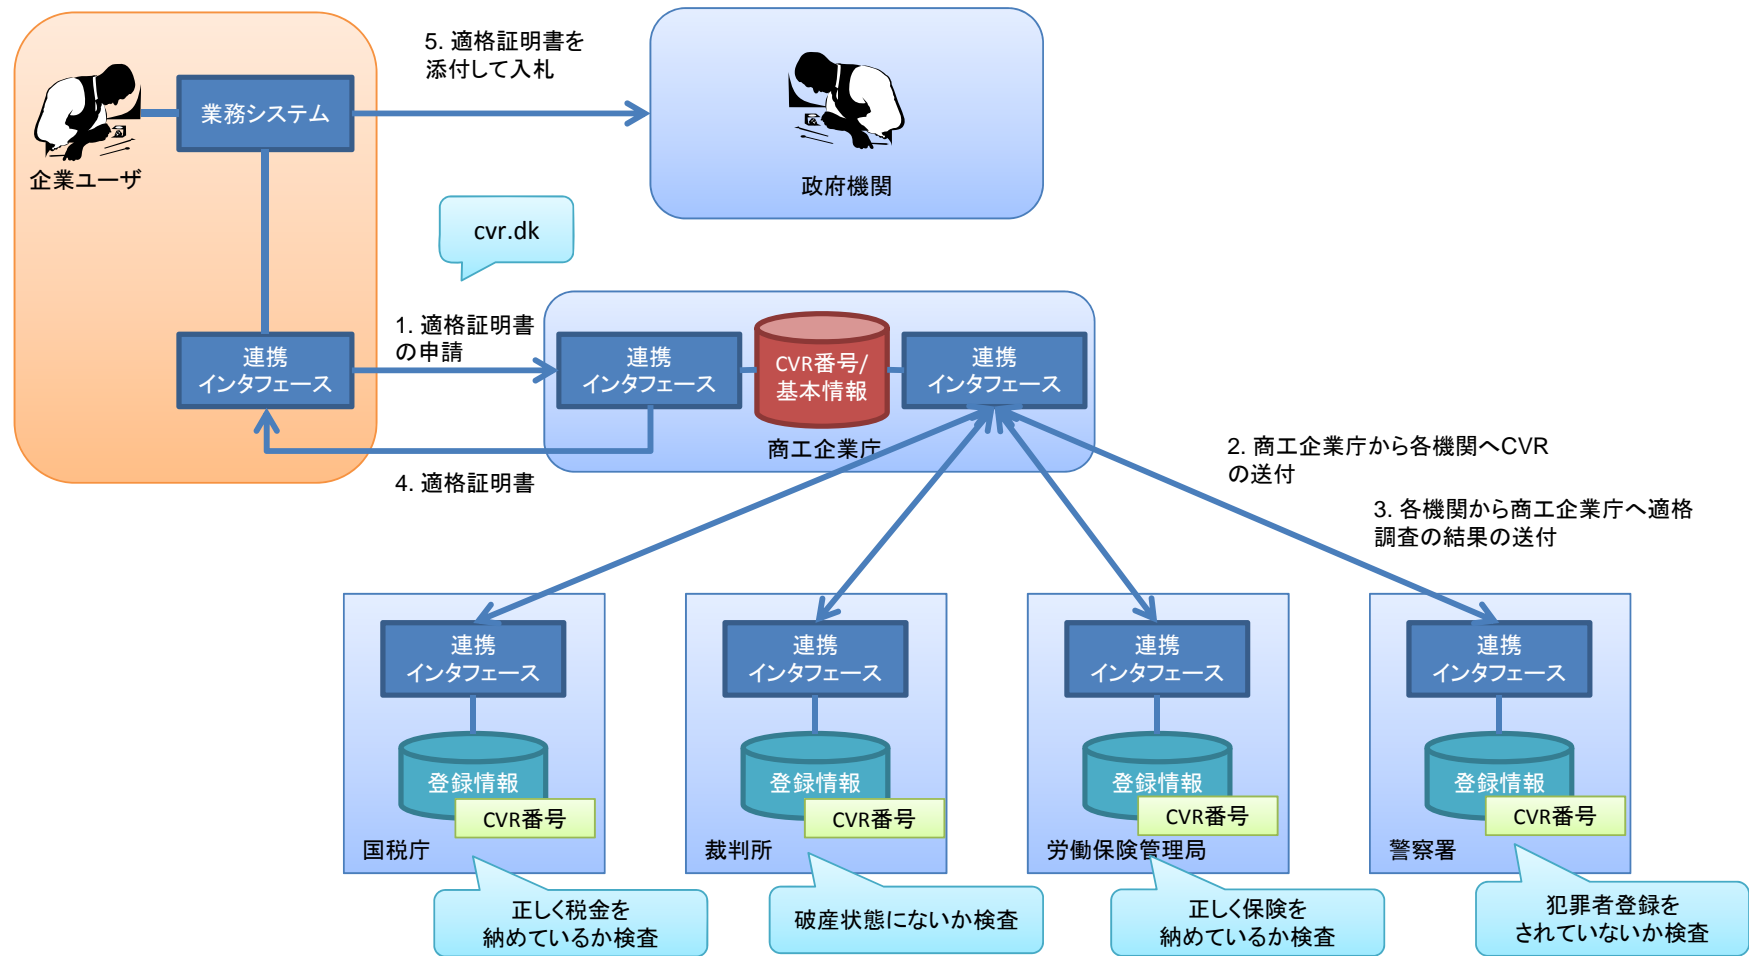 5. 適格証明書を
添付して入札
業務システム
企業ユーザ
政府機関
cvr.dk
1. 適格証明書
の申請
連携
インタフェース
連携
インタフェース
CVR番号/
基本情報
連携
インタフェース
商工企業庁
4. 適格証明書
2. 商工企業庁から各機関へCVR
の送付
3. 各機関から商工企業庁へ適格
調査の結果の送付
連携
インタフェース
登録情報
CVR番号
国税庁
正しく税金を
納めているか検査
連携
インタフェース
登録情報
CVR番号
裁判所
破産状態にないか検査
連携
インタフェース
登録情報
CVR番号
労働保険管理局
正しく保険を
納めているか検査
連携
インタフェース
登録情報
CVR番号
警察署
犯罪者登録を
されていないか検査